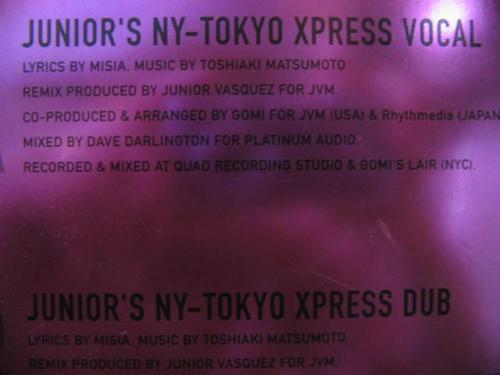 JUNIOR'S NY-TOKYO XPRESS VOCAL
LYRICS BY MISIA. MUSIC BY TOSHIAKI MATSUMOTO
REMIX PRODUCED BY JUNIOR VASQUEZ FOR JVM.
CO-PRODUCED & ARRANGED BY GOMI FOR JVM (USA) & Rhythmedia (JAPAN
MIXED BY DAVE DARLINGTON FOR PLATINUM AUDIO.
RECORDED & MIXED AT QUAD RECORDING STUDiO & GOMI'S LAIR (NYC).
JUNIOR'S NY-TOKYO XPRESS DUB
LYRICS BY MISIA. MUSIC BY TOSHIAKI MATSUMOTO
REMIX PRODUCED BY JUNIOR VASQUEZ FOR JVM.